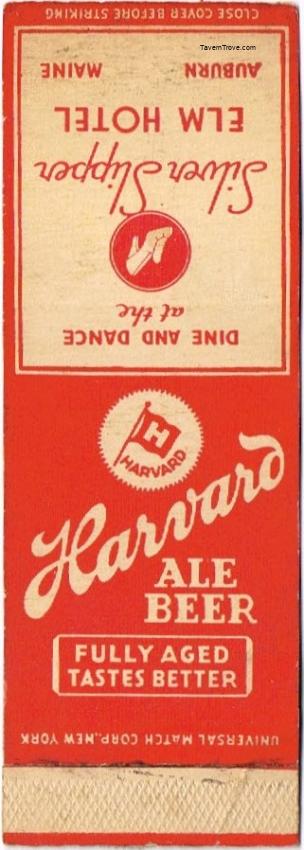 CLOSE COVER BEFORE STRIKING
TavernTrove.com
DINE AND DANCE
at the
Silver Slipper
ELM HOTEL
AUBURN MAINE
H
HARVARD
Harvard
ALE
BEER
FULLY AGED
TASTES BETTER
UNIVERSAL MATCH CORP., NEW YORK